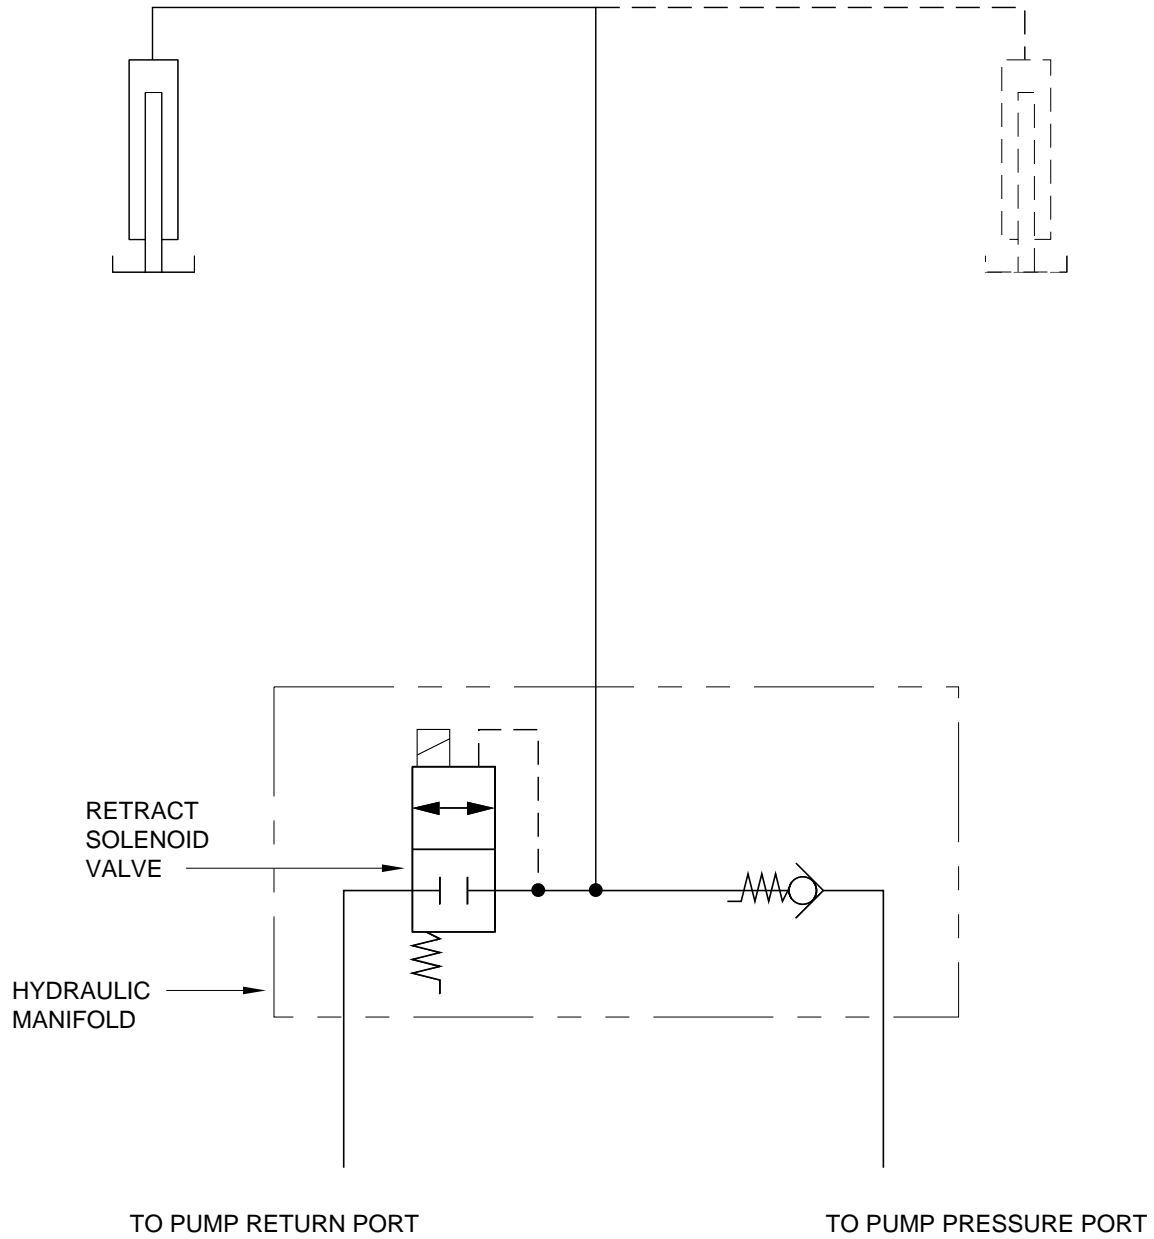 RETRACT
SOLENOID
VALVE
HYDRAULIC
MANIFOLD
TO PUMP RETURN PORT
TO PUMP PRESSURE PORT